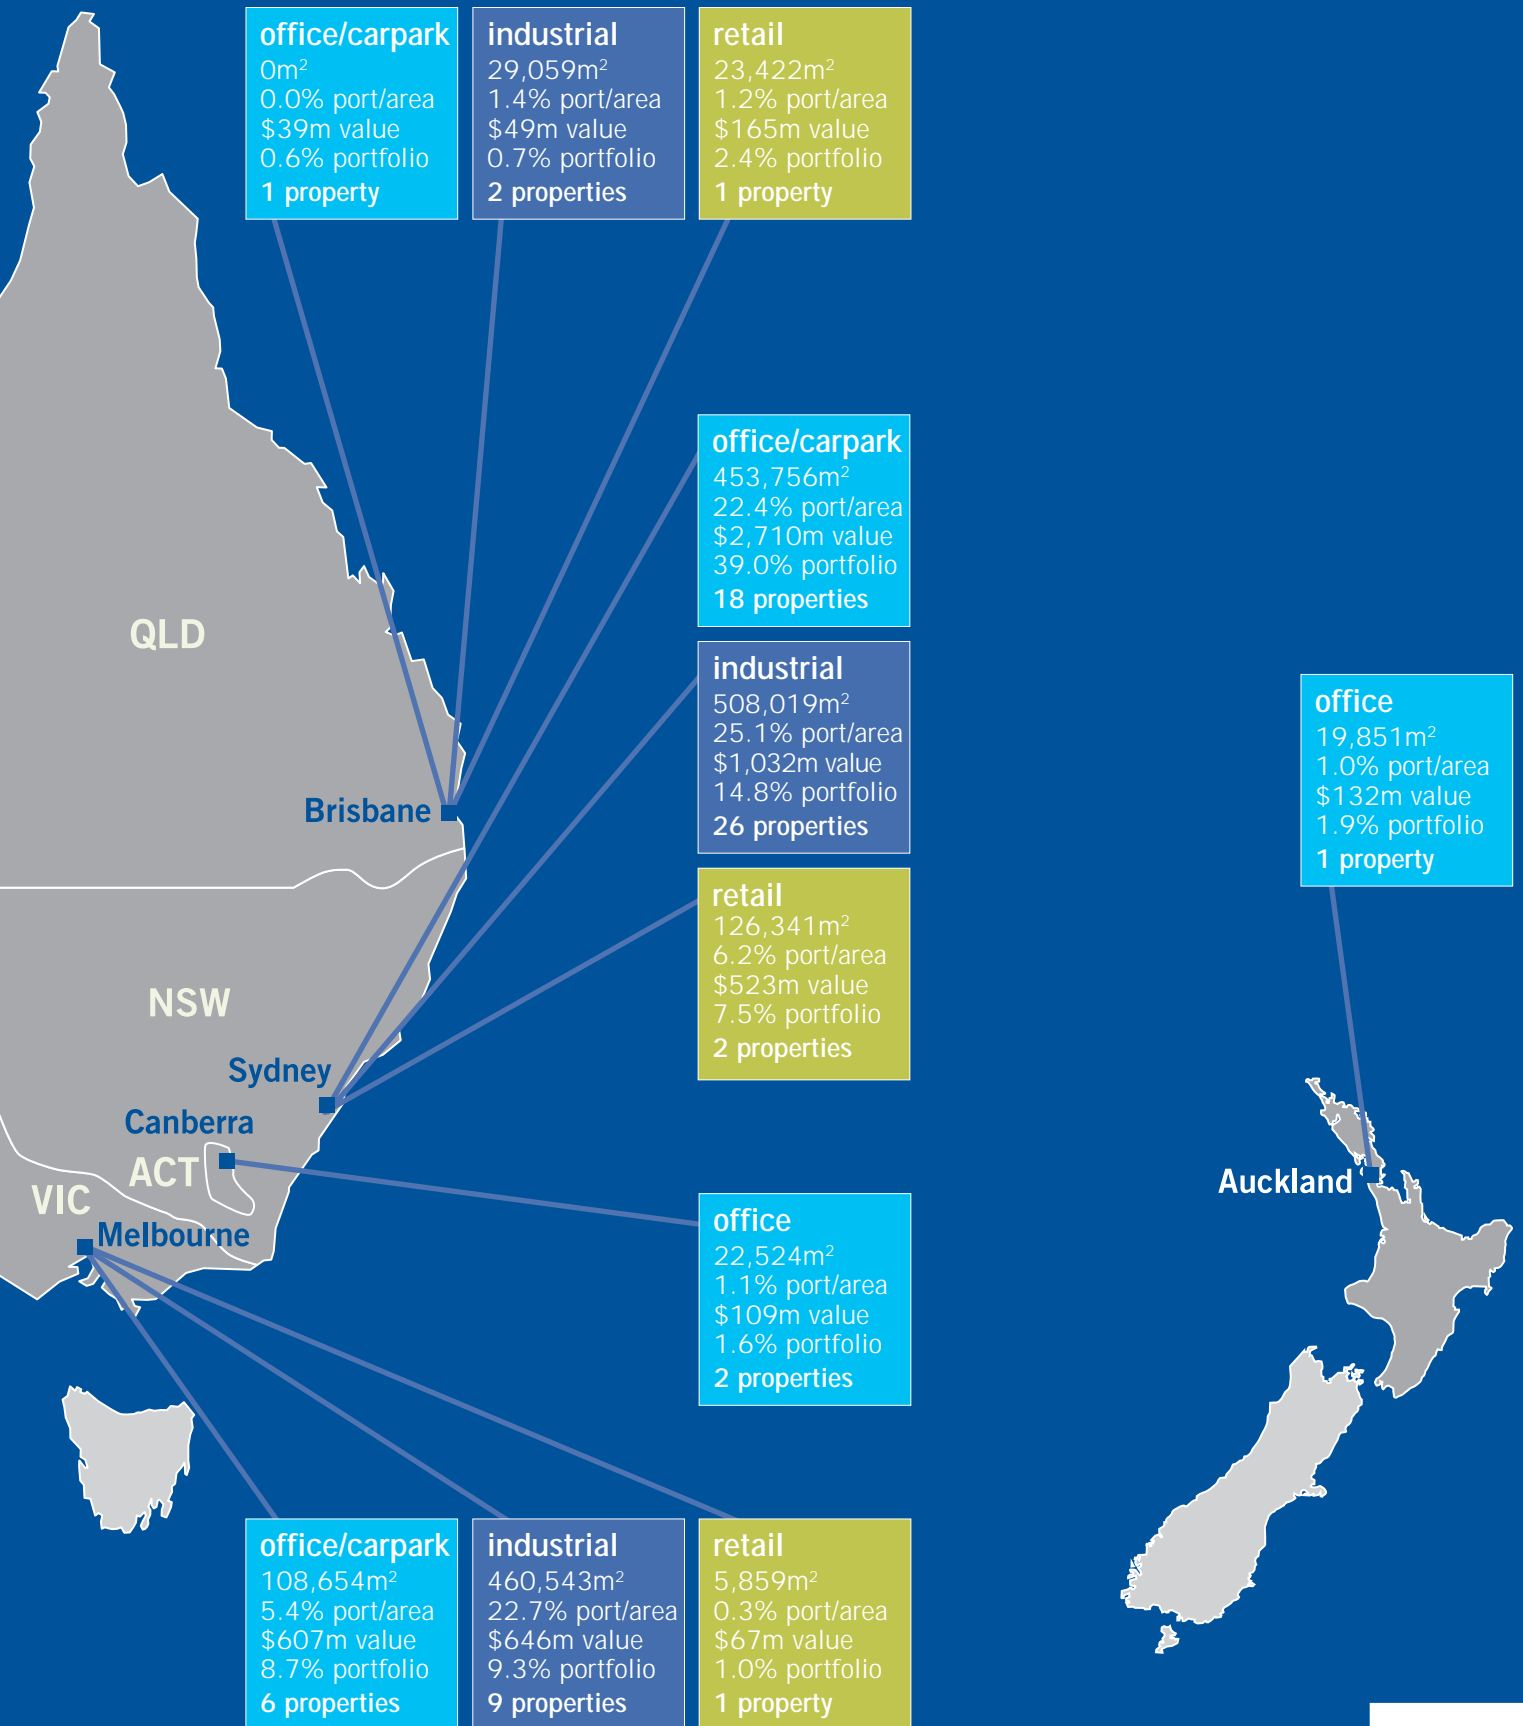 office/carpark
0m²
0.0% port/area
$39m value
0.6% portfolio
1 property
industrial
29,059m²
1.4% port/area
$49m value
0.7% portfolio
2 properties
retail
23,422m²
1.2% port/area
$165m value
2.4% portfolio
1 property
office/carpark
453,756m²
22.4% port/area
$2,710m value
39.0% portfolio
18 properties
QLD
industrial
508,019m²
25.1% port/area
$1,032m value
14.8% portfolio
26 properties
office
19,851m²
1.0% port/area
$132m value
1.9% portfolio
1 property
Brisbane
retail
126,341m²
6.2% port/area
$523m value
7.5% portfolio
2 properties
NSW
Sydney
Canberra
ACT
VIC
Melbourne
Auckland
office
22,524m²
1.1% port/area
$109m value
1.6% portfolio
2 properties
office/carpark
108,654m²
5.4% port/area
$607m value
8.7% portfolio
6 properties
industrial
460,543m²
22.7% port/area
$646m value
9.3% portfolio
9 properties
retail
5,859m²
0.3% port/area
$67m value
1.0% portfolio
1 property